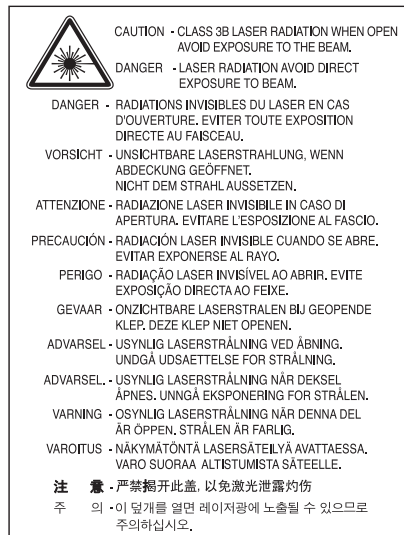 CAUTION - CLASS 3B LASER RADIATION WHEN OPEN
AVOID EXPOSURE TO THE BEAM.
DANGER - LASER RADIATION AVOID DIRECT
EXPOSURE TO BEAM.
DANGER - RADIATIONS INVISIBLES DU LASER EN CAS
D'OUVERTURE. EVITER TOUTE EXPOSITION
DIRECTE AU FAISCEAU.
VORSICHT - UNSICHTBARE LASERSTRAHLUNG, WENN
ABDECKUNG GEÖFFNET.
NICHT DEM STRAHL AUSSETZEN.
ATTENZIONE - RADIAZIONE LASER INVISIBILE IN CASO DI
APERTURA. EVITARE L'ESPOSIZIONE AL FASCIO.
PRECAUCIÓN - RADIACIÓN LASER INVISIBLE CUANDO SE ABRE.
EVITAR EXPONERSE AL RAYO.
PERIGO - RADIAÇÃO LASER INVISÍVEL AO ABRIR. EVITE
EXPOSIÇÃO DIRECTA AO FEIXE.
GEVAAR - ONZICHTBARE LASERSTRALEN BIJ GEOPENDE
KLEP. DEZE KLEP NIET OPENEN.
ADVARSEL - USYNLIG LASERSTRÅLNING VED ÅBNING.
UNDGÅ UDSAETTELSE FOR STRÅLNING.
ADVARSEL. - USYNLIG LASERSTRÅLNING NÅR DEKSEL
ÅPNES. UNNGÅ EKSPONERING FOR STRÅLEN.
VARNING - OSYNLIG LASERSTRÅLNING NÄR DENNA DEL
ÄR ÖPPEN. STRÅLEN ÄR FARLIG.
VAROITUS - NÄKYMÄTÖNTÄ LASERSÄTEILYÄ AVATTAESSA.
VARO SUORAA ALTISTUMISTA SÄTEELLE.
注 意 - 严禁揭开此盖, 以免激光泄露灼伤
주 의 - 이 덮개를 열면 레이저광에 노출될 수 있으므로
주의하십시오.